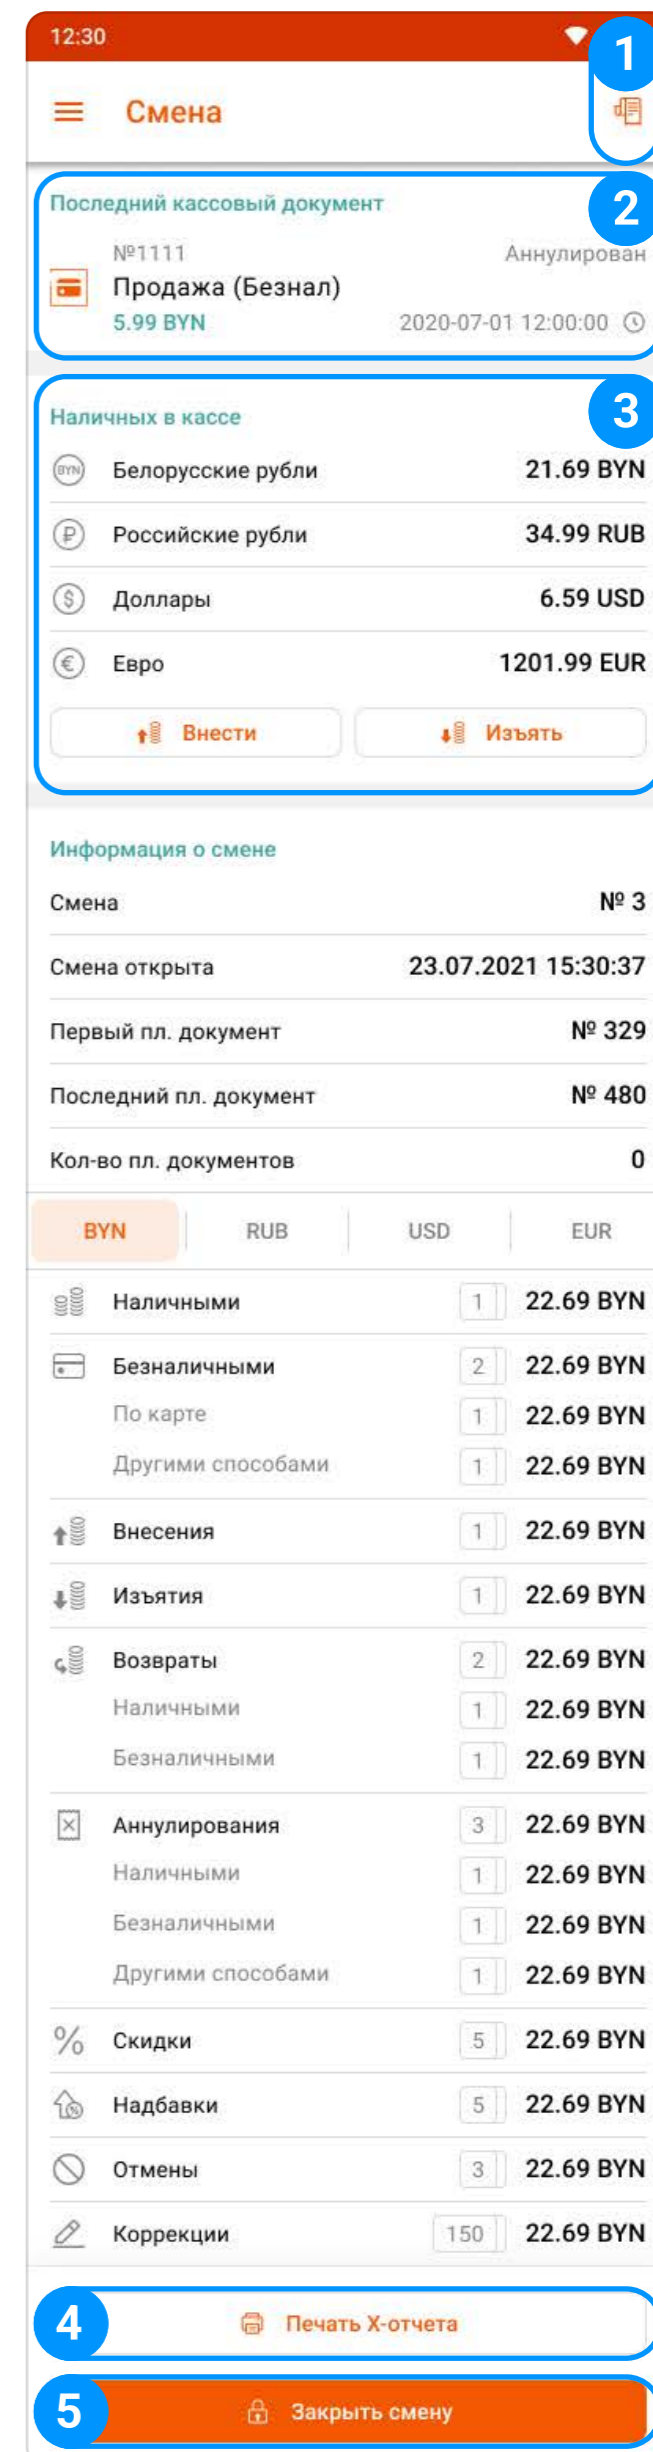 12:30
1
Смена
Последний кассовый документ
2
№1111 Аннулирован
Продажа (Безнал)
5.99 BYN 2020-07-01 12:00:00
Наличных в кассе
3
BYN Белорусские рубли 21.69 BYN
₽ Российские рубли 34.99 RUB
$ Доллары 6.59 USD
€ Евро 1201.99 EUR
Внести Изъять
Информация о смене
Смена № 3
Смена открыта 23.07.2021 15:30:37
Первый пл. документ № 329
Последний пл. документ № 480
Кол-во пл. документов 0
BYN RUB USD EUR
Наличными 1 22.69 BYN
Безналичными 2 22.69 BYN
По карте 1 22.69 BYN
Другими способами 1 22.69 BYN
Внесения 1 22.69 BYN
Изъятия 1 22.69 BYN
Возвраты 2 22.69 BYN
Наличными 1 22.69 BYN
Безналичными 1 22.69 BYN
Аннулирования 3 22.69 BYN
Наличными 1 22.69 BYN
Безналичными 1 22.69 BYN
Другими способами 1 22.69 BYN
% Скидки 5 22.69 BYN
Надбавки 5 22.69 BYN
Отмены 3 22.69 BYN
Коррекции 150 22.69 BYN
4 Печать X-отчета
5 Закрыть смену